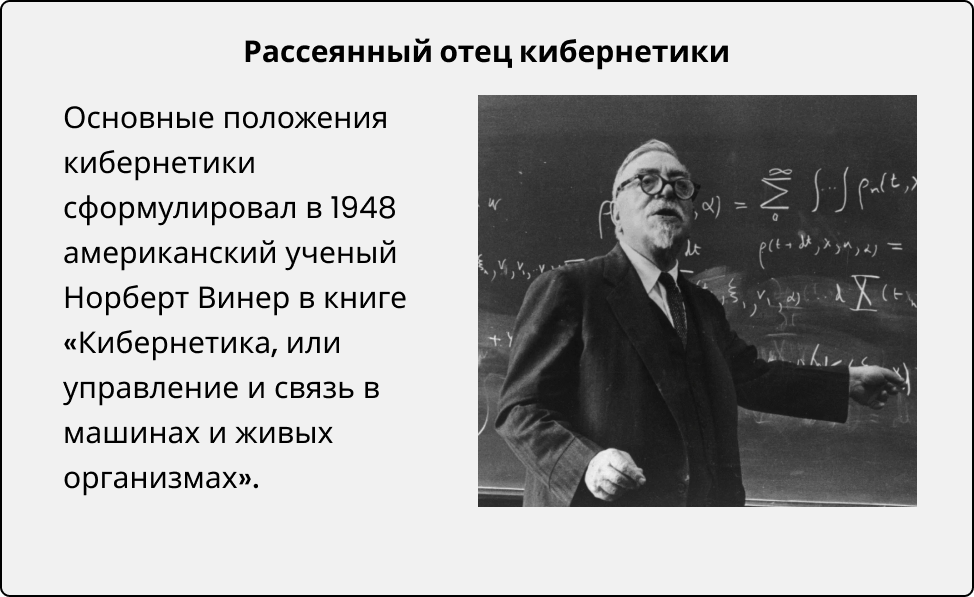 Рассеянный отец кибернетики
Основные положения
кибернетики
сформулировал в 1948
американский ученый
Норберт Винер в книге
«Кибернетика, или
управление и связь в
машинах и живых
организмах».